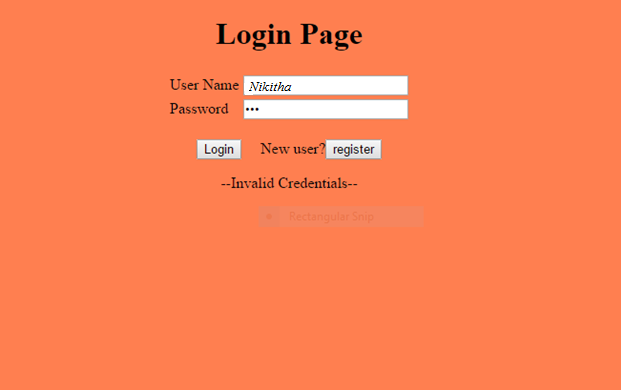 Login Page
User Name Nikitha
Password •••
Login New user? register
--Invalid Credentials--
Rectangular Snip